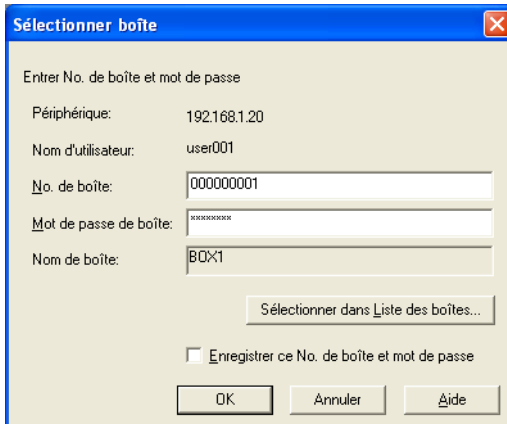 Sélectionner boîte
Entrer No. de boîte et mot de passe
Périphérique: 192.168.1.20
Nom d'utilisateur: user001
No. de boîte: 000000001
Mot de passe de boîte: ********
Nom de boîte: BOX1
Sélectionner dans Liste des boîtes...
Enregistrer ce No. de boîte et mot de passe
OK Annuler Aide